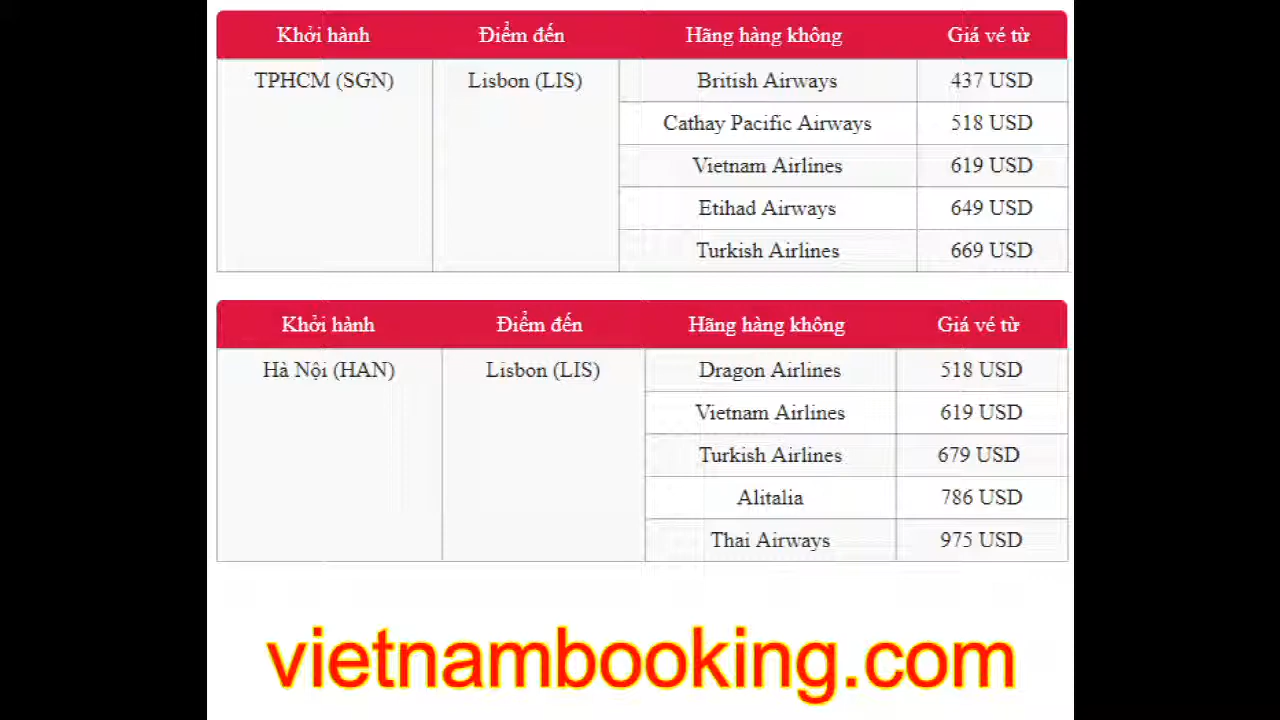 Khởi hành Điểm đến Hãng hàng không Giá vé từ
TPHCM (SGN) Lisbon (LIS) British Airways 437 USD
Cathay Pacific Airways 518 USD
Vietnam Airlines 619 USD
Etihad Airways 649 USD
Turkish Airlines 669 USD
Khởi hành Điểm đến Hãng hàng không Giá vé từ
Hà Nội (HAN) Lisbon (LIS) Dragon Airlines 518 USD
Vietnam Airlines 619 USD
Turkish Airlines 679 USD
Alitalia 786 USD
Thai Airways 975 USD
vietnambooking.com